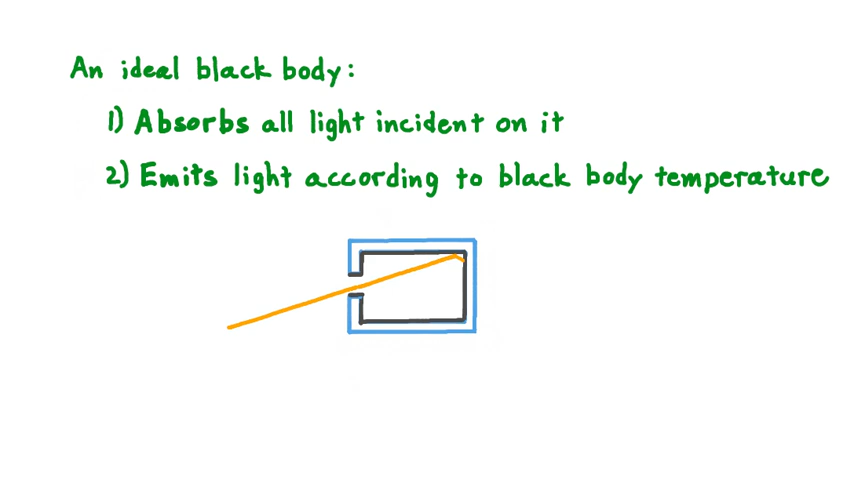 An ideal black body:
1) Absorbs all light incident on it
2) Emits light according to black body temperature